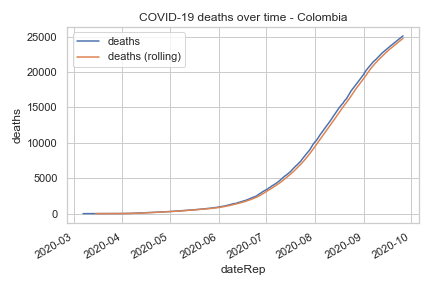 COVID-19 deaths over time - Colombia
deaths
deaths (rolling)
25000
20000
15000
10000
5000
0
deaths
2020-03
2020-04
2020-05
2020-06
2020-07
2020-08
2020-09
2020-10
dateRep